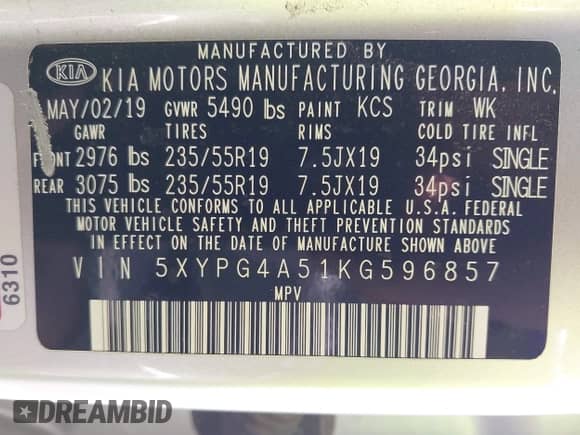 MANUFACTURED BY
KIA KIA MOTORS MANUFACTURING GEORGIA, INC.
MAY/02/19 GVWR 5490 lbs PAINT KCS TRIM WK
GAWR TIRES RIMS COLD TIRE INFL
FRONT 2976 lbs 235/55R19 7.5JX19 34psi SINGLE
REAR 3075 lbs 235/55R19 7.5JX19 34psi SINGLE
THIS VEHICLE CONFORMS TO ALL APPLICABLE U.S.A. FEDERAL
MOTOR VEHICLE SAFETY AND THEFT PREVENTION STANDARDS
IN EFFECT ON THE DATE OF MANUFACTURE SHOWN ABOVE.
VIN 5XYPG4A51KG596857
MPV
6310
DREAMBID